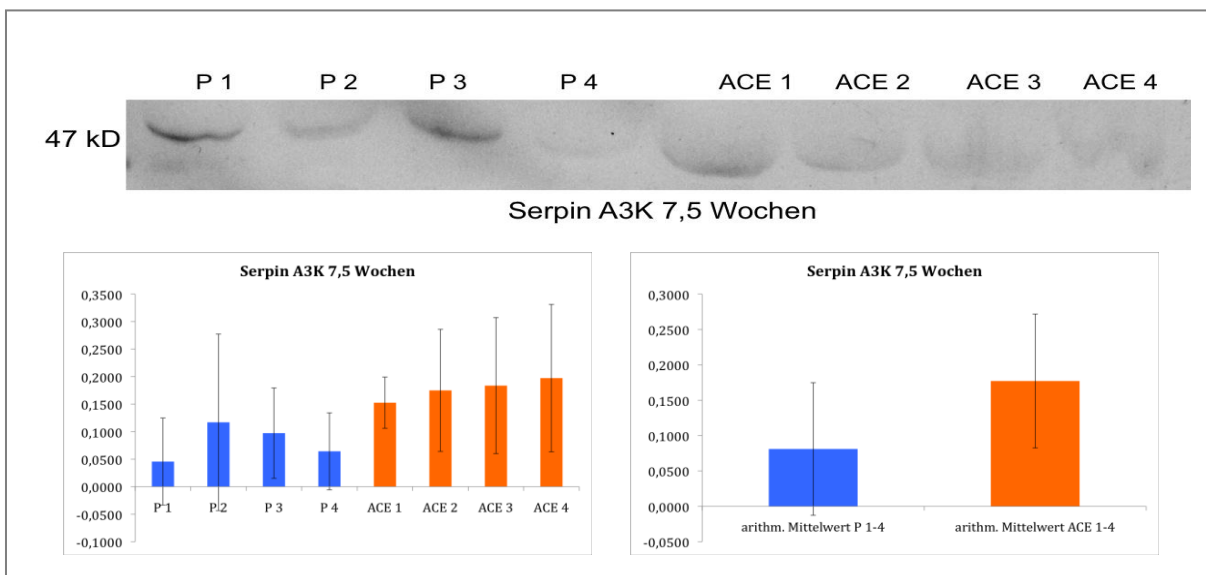 P 1 P 2 P 3 P 4 ACE 1 ACE 2 ACE 3 ACE 4
47 kD
Serpin A3K 7,5 Wochen
Serpin A3K 7,5 Wochen
0,3500
0,3000
0,2500
0,2000
0,1500
0,1000
0,0500
0,0000
P 1 P 2 P 3 P 4 ACE 1 ACE 2 ACE 3 ACE 4
-0,0500
-0,1000
Serpin A3K 7,5 Wochen
0,3000
0,2500
0,2000
0,1500
0,1000
0,0500
0,0000
arithm. Mittelwert P 1-4 arithm. Mittelwert ACE 1-4
-0,0500